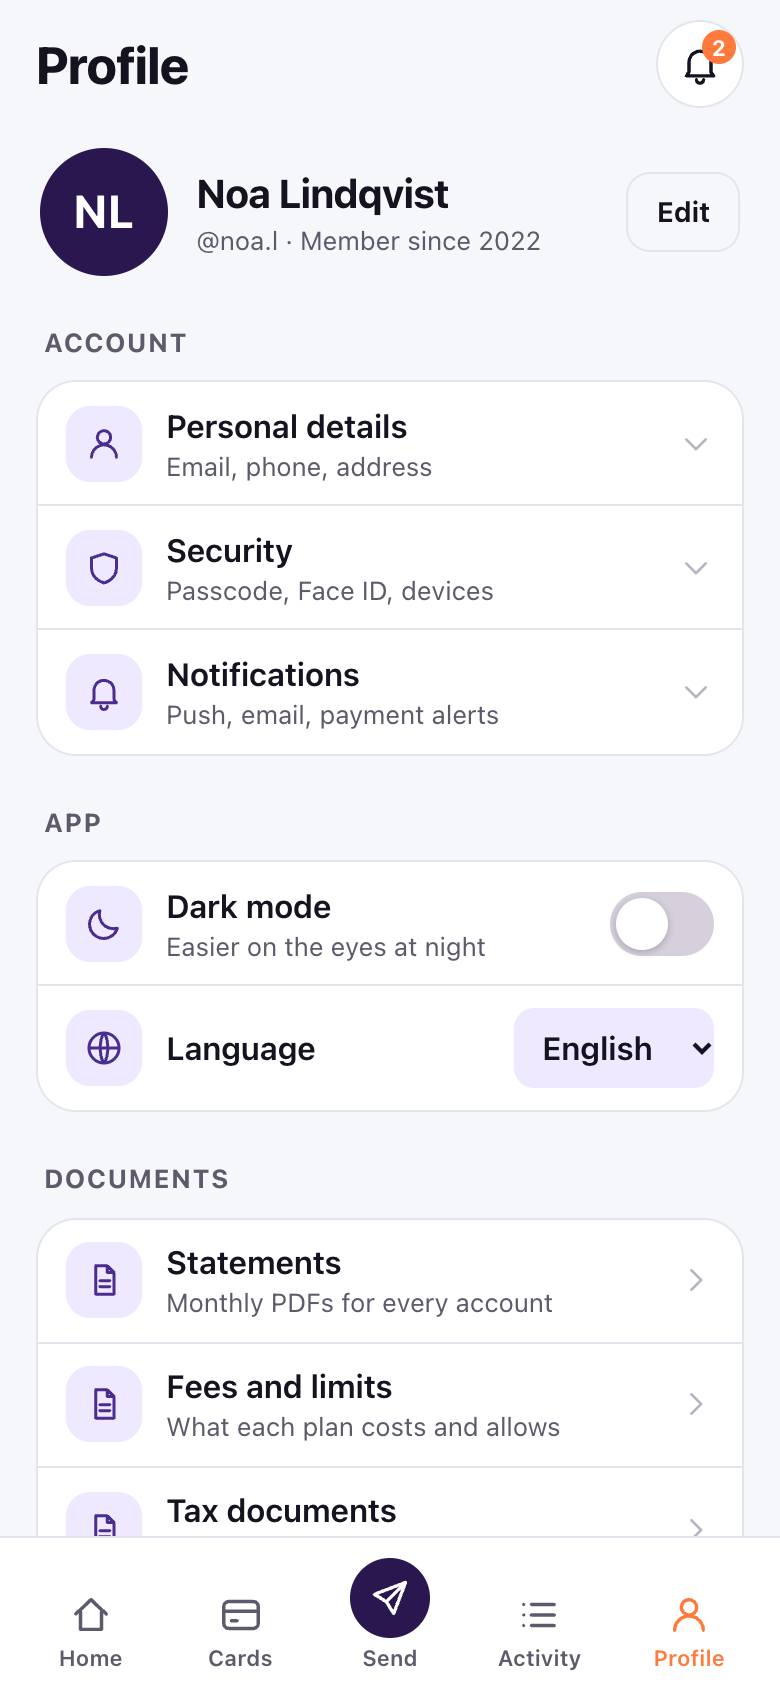 Profile
2
NL
Noa Lindqvist
@noa.l · Member since 2022
Edit
ACCOUNT
Personal details
Email, phone, address
Security
Passcode, Face ID, devices
Notifications
Push, email, payment alerts
APP
Dark mode
Easier on the eyes at night
Language
English
DOCUMENTS
Statements
Monthly PDFs for every account
Fees and limits
What each plan costs and allows
Tax documents
Home
Cards
Send
Activity
Profile